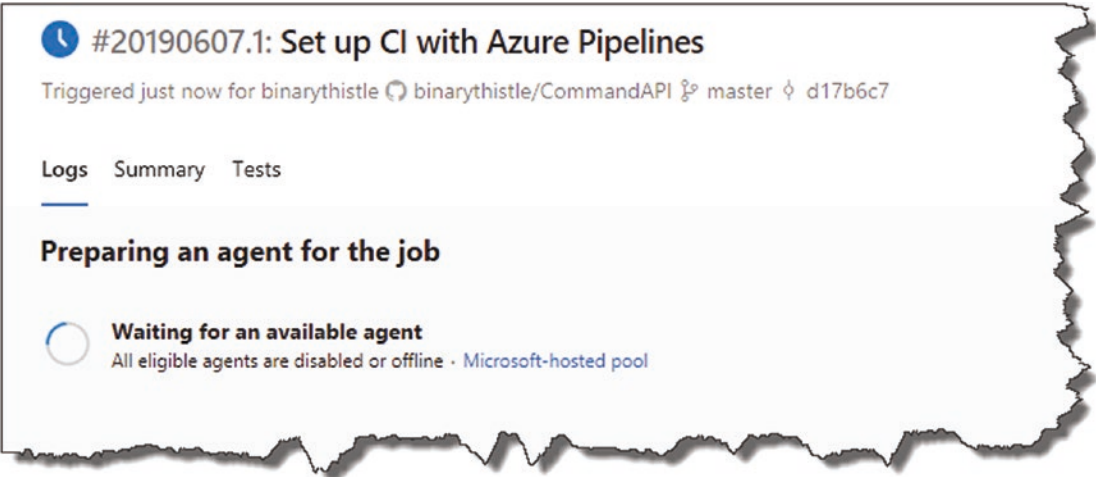 #20190607.1: Set up CI with Azure Pipelines
Triggered just now for binarythistle binarythistle/CommandAPI master d17b6c7
Logs Summary Tests
Preparing an agent for the job
Waiting for an available agent
All eligible agents are disabled or offline · Microsoft-hosted pool